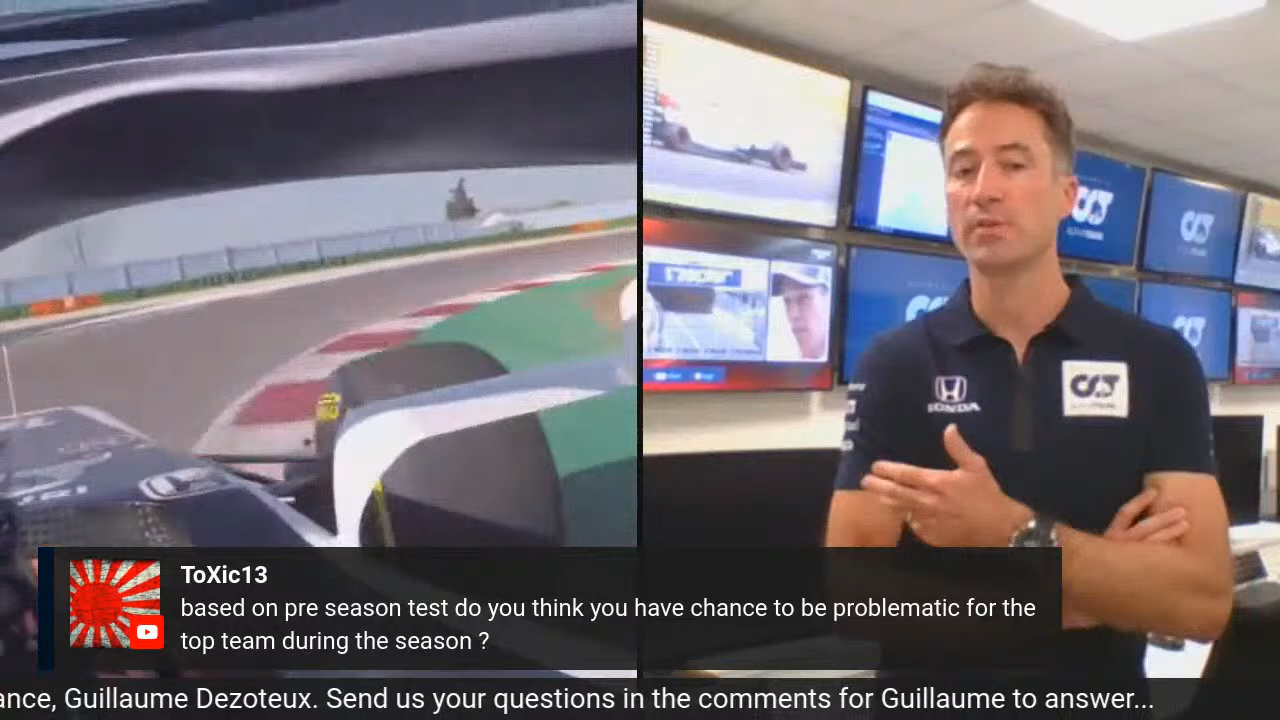 HONDA
ToXic13
based on pre season test do you think you have chance to be problematic for the
top team during the season ?
ance, Guillaume Dezoteux. Send us your questions in the comments for Guillaume to answer...